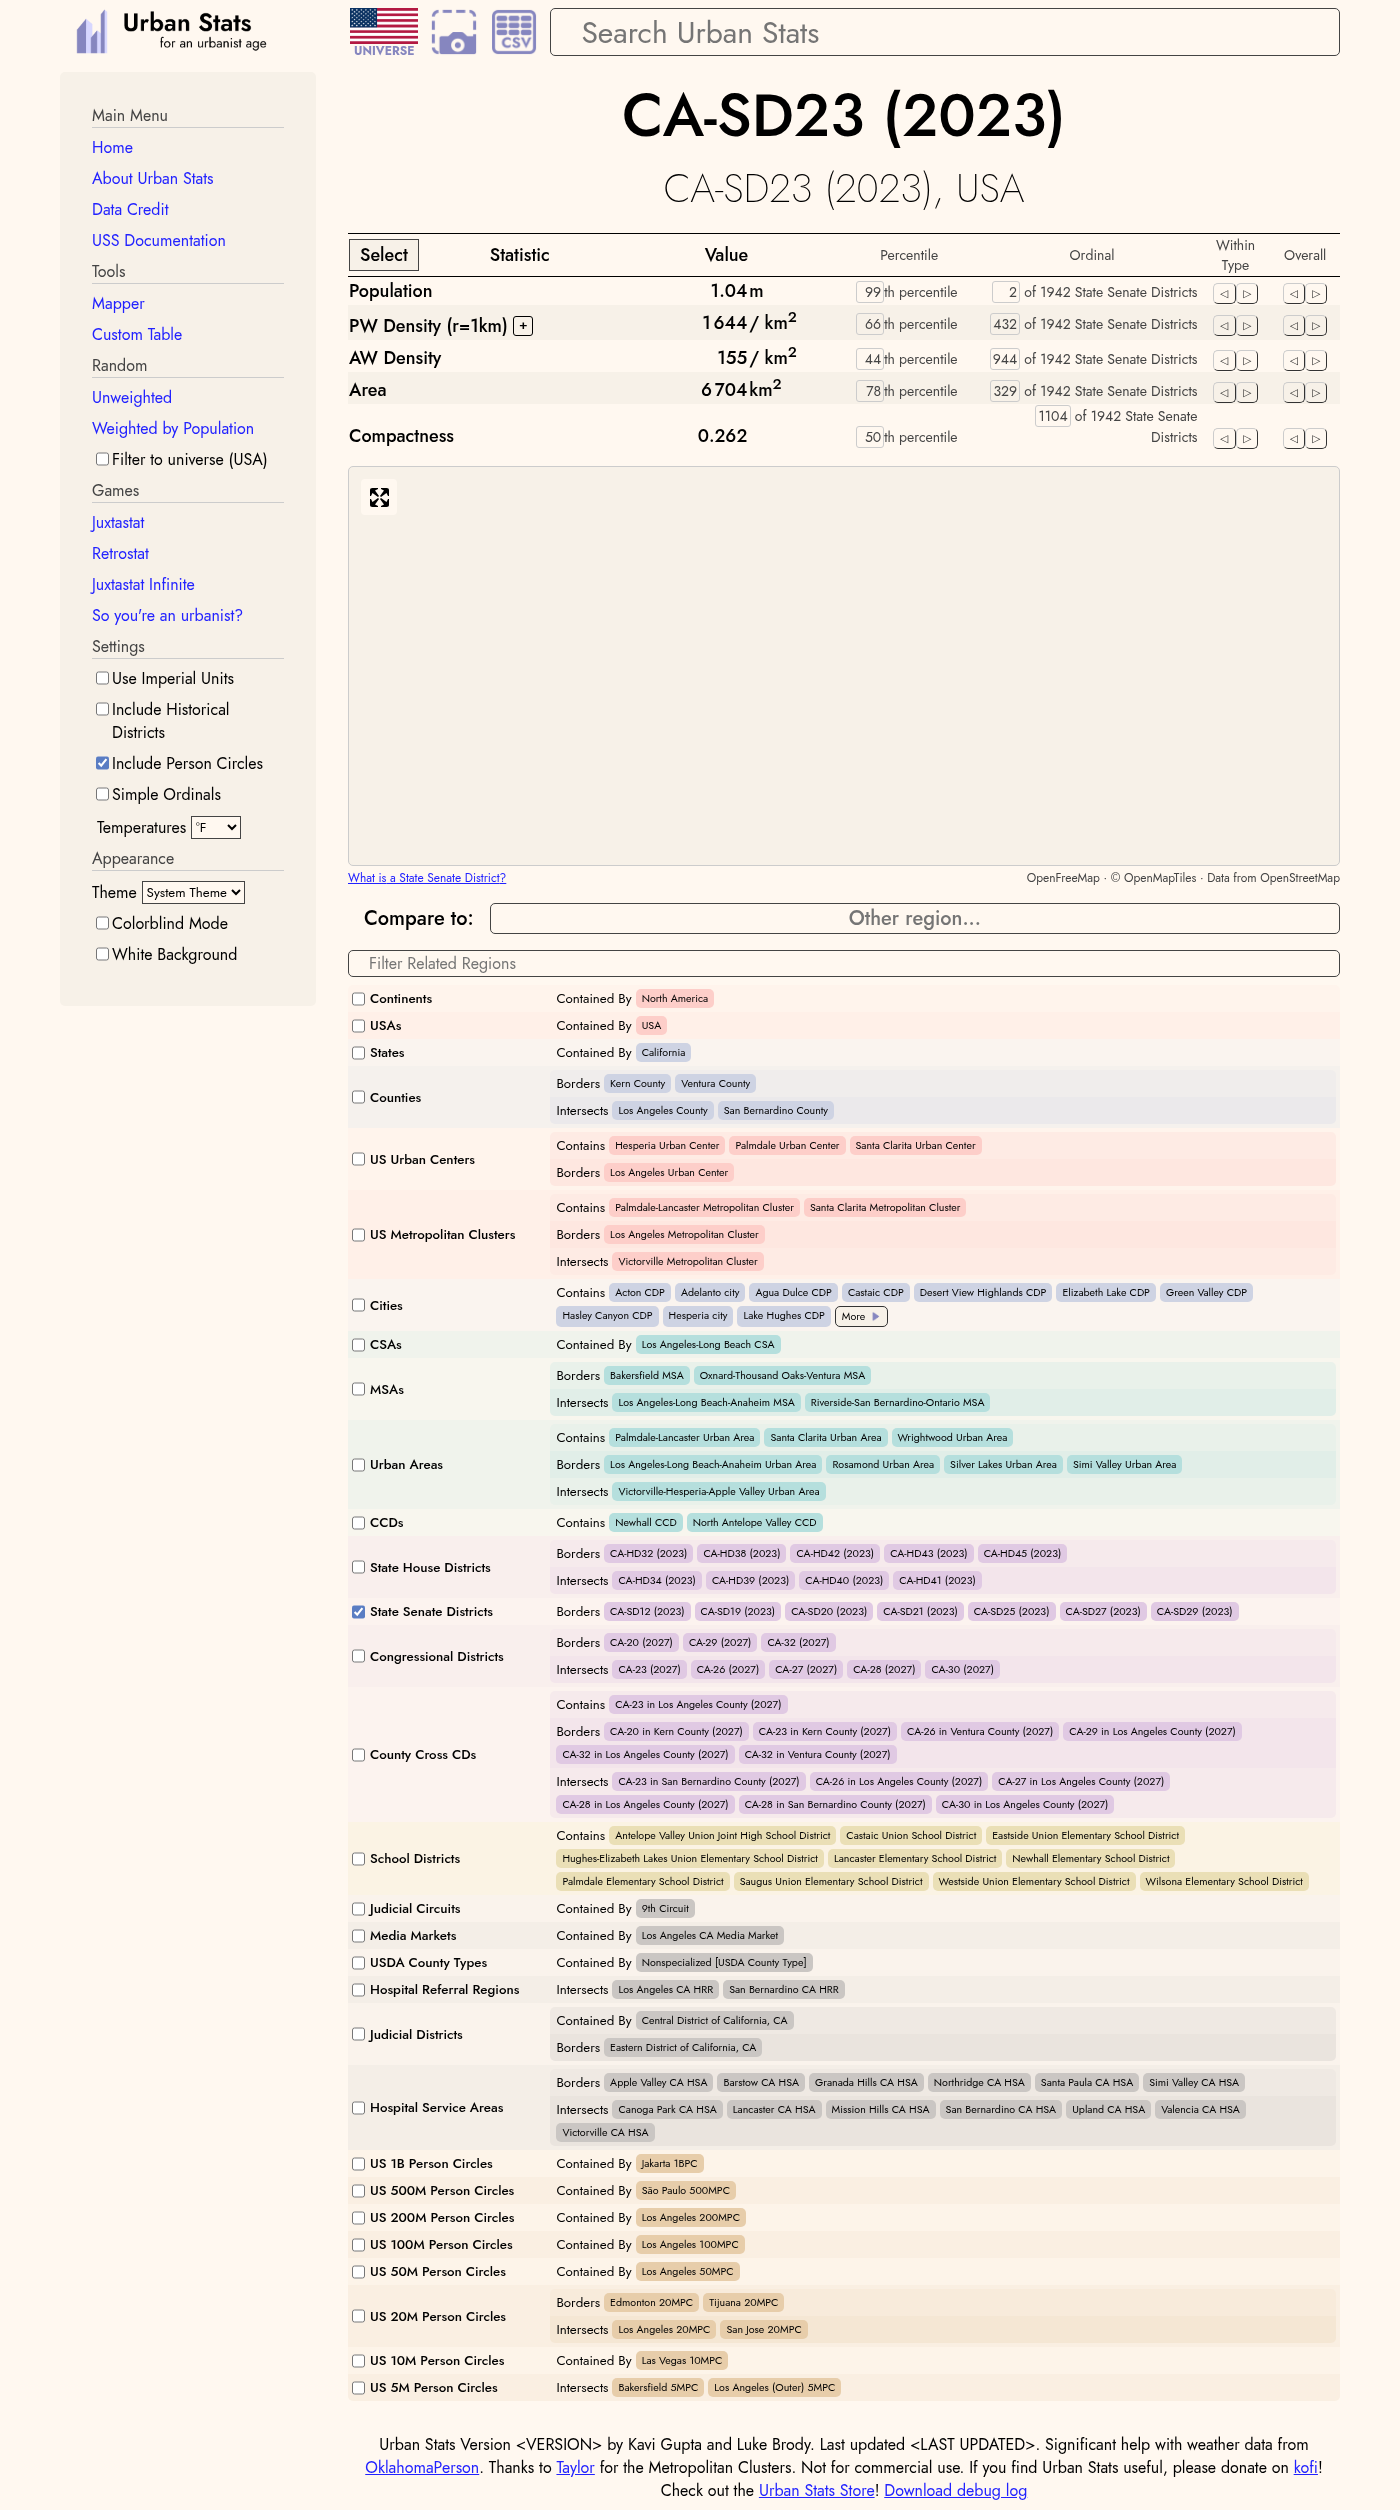 Urban Stats
for an urbanist age
UNIVERSE
CSV
Search Urban Stats
Main Menu
Home
About Urban Stats
Data Credit
USS Documentation
Tools
Mapper
Custom Table
Random
Unweighted
Weighted by Population
Filter to universe (USA)
Games
Juxtastat
Retrostat
Juxtastat Infinite
So you're an urbanist?
Settings
Use Imperial Units
Include Historical
Districts
Include Person Circles
Simple Ordinals
Temperatures °F
Appearance
Theme System Theme
Colorblind Mode
White Background
CA-SD23 (2023)
CA-SD23 (2023), USA
Select Statistic Value Percentile Ordinal Within Type Overall
Population 1.04 m 99th percentile 2 of 1942 State Senate Districts
PW Density (r=1km) + 1 644 / km² 66th percentile 432 of 1942 State Senate Districts
AW Density 155 / km² 44th percentile 944 of 1942 State Senate Districts
Area 6 704 km² 78th percentile 329 of 1942 State Senate Districts
Compactness 0.262 50th percentile 1104 of 1942 State Senate Districts
What is a State Senate District?
OpenFreeMap · © OpenMapTiles · Data from OpenStreetMap
Compare to: Other region...
Filter Related Regions
Continents Contained By North America
USAs Contained By USA
States Contained By California
Counties
Borders Kern County Ventura County
Intersects Los Angeles County San Bernardino County
US Urban Centers
Contains Hesperia Urban Center Palmdale Urban Center Santa Clarita Urban Center
Borders Los Angeles Urban Center
US Metropolitan Clusters
Contains Palmdale-Lancaster Metropolitan Cluster Santa Clarita Metropolitan Cluster
Borders Los Angeles Metropolitan Cluster
Intersects Victorville Metropolitan Cluster
Cities
Contains Acton CDP Adelanto city Agua Dulce CDP Castaic CDP Desert View Highlands CDP Elizabeth Lake CDP Green Valley CDP
Hasley Canyon CDP Hesperia city Lake Hughes CDP More
CSAs Contained By Los Angeles-Long Beach CSA
MSAs
Borders Bakersfield MSA Oxnard-Thousand Oaks-Ventura MSA
Intersects Los Angeles-Long Beach-Anaheim MSA Riverside-San Bernardino-Ontario MSA
Urban Areas
Contains Palmdale-Lancaster Urban Area Santa Clarita Urban Area Wrightwood Urban Area
Borders Los Angeles-Long Beach-Anaheim Urban Area Rosamond Urban Area Silver Lakes Urban Area Simi Valley Urban Area
Intersects Victorville-Hesperia-Apple Valley Urban Area
CCDs Contains Newhall CCD North Antelope Valley CCD
State House Districts
Borders CA-HD32 (2023) CA-HD38 (2023) CA-HD42 (2023) CA-HD43 (2023) CA-HD45 (2023)
Intersects CA-HD34 (2023) CA-HD39 (2023) CA-HD40 (2023) CA-HD41 (2023)
State Senate Districts Borders CA-SD12 (2023) CA-SD19 (2023) CA-SD20 (2023) CA-SD21 (2023) CA-SD25 (2023) CA-SD27 (2023) CA-SD29 (2023)
Congressional Districts
Borders CA-20 (2027) CA-29 (2027) CA-32 (2027)
Intersects CA-23 (2027) CA-26 (2027) CA-27 (2027) CA-28 (2027) CA-30 (2027)
County Cross CDs
Contains CA-23 in Los Angeles County (2027)
Borders CA-20 in Kern County (2027) CA-23 in Kern County (2027) CA-26 in Ventura County (2027) CA-29 in Los Angeles County (2027)
CA-32 in Los Angeles County (2027) CA-32 in Ventura County (2027)
Intersects CA-23 in San Bernardino County (2027) CA-26 in Los Angeles County (2027) CA-27 in Los Angeles County (2027)
CA-28 in Los Angeles County (2027) CA-28 in San Bernardino County (2027) CA-30 in Los Angeles County (2027)
School Districts
Contains Antelope Valley Union Joint High School District Castaic Union School District Eastside Union Elementary School District
Hughes-Elizabeth Lakes Union Elementary School District Lancaster Elementary School District Newhall Elementary School District
Palmdale Elementary School District Saugus Union Elementary School District Westside Union Elementary School District Wilsona Elementary School District
Judicial Circuits Contained By 9th Circuit
Media Markets Contained By Los Angeles CA Media Market
USDA County Types Contained By Nonspecialized [USDA County Type]
Hospital Referral Regions Intersects Los Angeles CA HRR San Bernardino CA HRR
Judicial Districts
Contained By Central District of California, CA
Borders Eastern District of California, CA
Hospital Service Areas
Borders Apple Valley CA HSA Barstow CA HSA Granada Hills CA HSA Northridge CA HSA Santa Paula CA HSA Simi Valley CA HSA
Intersects Canoga Park CA HSA Lancaster CA HSA Mission Hills CA HSA San Bernardino CA HSA Upland CA HSA Valencia CA HSA
Victorville CA HSA
US 1B Person Circles Contained By Jakarta 1BPC
US 500M Person Circles Contained By São Paulo 500MPC
US 200M Person Circles Contained By Los Angeles 200MPC
US 100M Person Circles Contained By Los Angeles 100MPC
US 50M Person Circles Contained By Los Angeles 50MPC
US 20M Person Circles
Borders Edmonton 20MPC Tijuana 20MPC
Intersects Los Angeles 20MPC San Jose 20MPC
US 10M Person Circles Contained By Las Vegas 10MPC
US 5M Person Circles Intersects Bakersfield 5MPC Los Angeles (Outer) 5MPC
Urban Stats Version <VERSION> by Kavi Gupta and Luke Brody. Last updated <LAST UPDATED>. Significant help with weather data from
OklahomaPerson. Thanks to Taylor for the Metropolitan Clusters. Not for commercial use. If you find Urban Stats useful, please donate on kofi!
Check out the Urban Stats Store! Download debug log